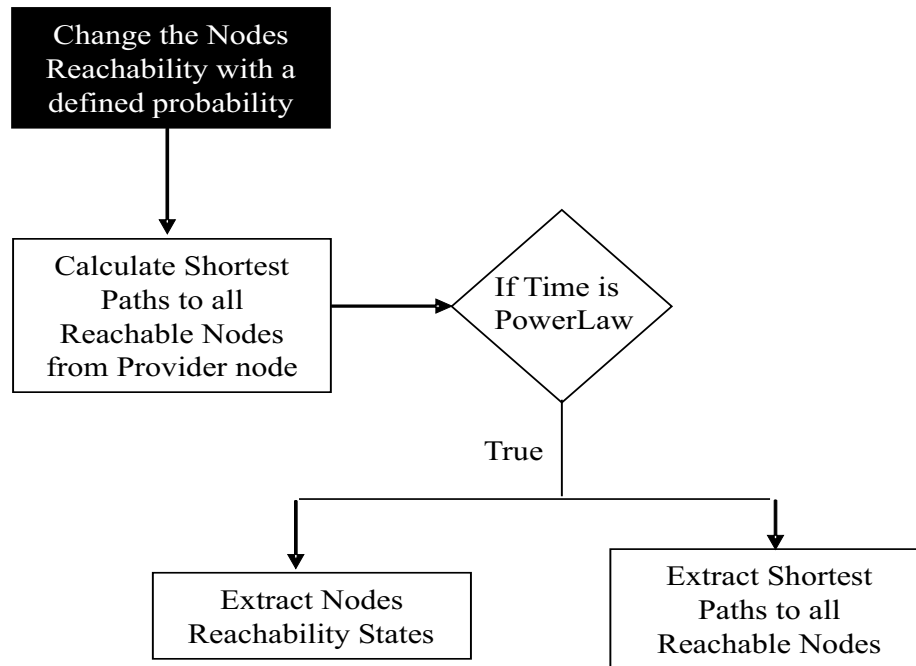 Change the Nodes
Reachability with a
defined probability
Calculate Shortest
Paths to all
Reachable Nodes
from Provider node
If Time is
PowerLaw
True
Extract Nodes
Reachability States
Extract Shortest
Paths to all
Reachable Nodes